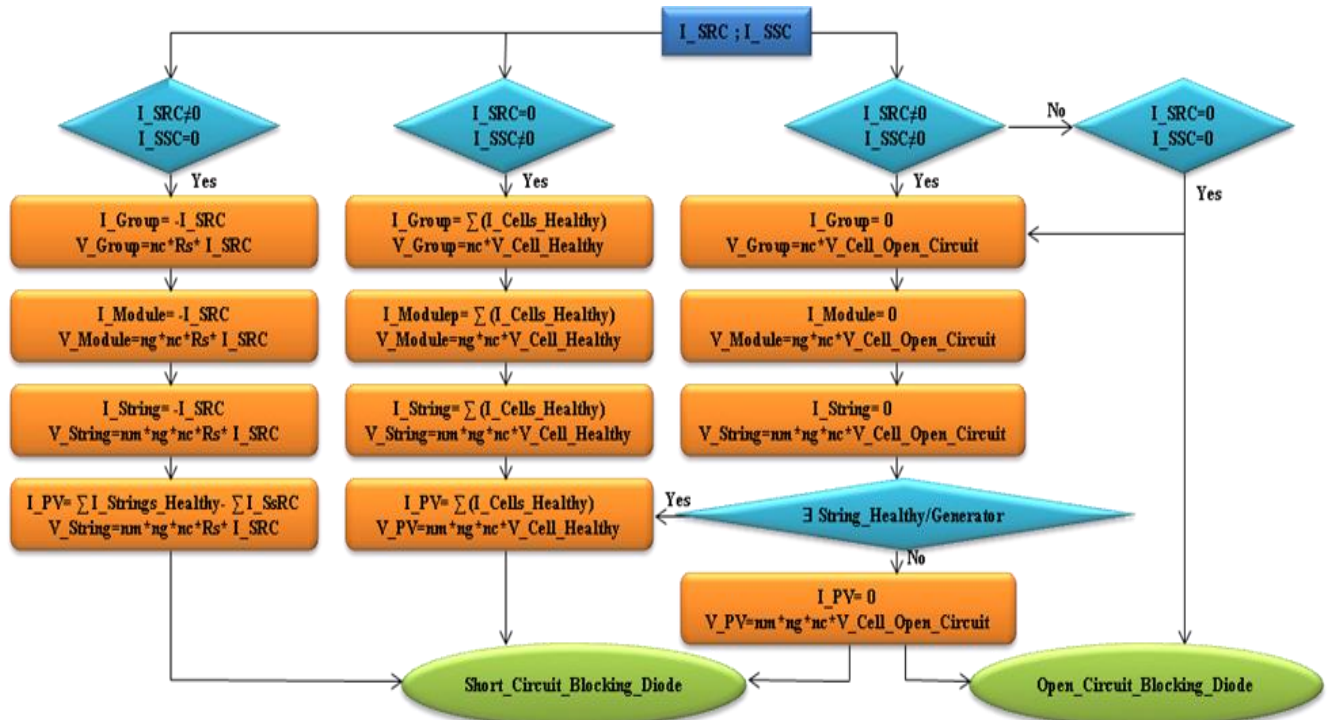 I_SRC ; I_SSC
I_SRC≠0
I_SSC=0
I_SRC=0
I_SSC≠0
I_SRC≠0
I_SSC≠0
No
I_SRC=0
I_SSC=0
Yes
Yes
Yes
Yes
I_Group= -I_SRC
V_Group=nc*Rs* I_SRC
I_Group= ∑(I_Cells_Healthy)
V_Group=nc*V_Cell_Healthy
I_Group= 0
V_Group=nc*V_Cell_Open_Circuit
I_Module= -I_SRC
V_Module=ng*nc*Rs* I_SRC
I_Modulep= ∑(I_Cells_Healthy)
V_Module=ng*nc*V_Cell_Healthy
I_Module= 0
V_Module=ng*nc*V_Cell_Open_Circuit
I_String= -I_SRC
V_String=nm*ng*nc*Rs* I_SRC
I_String= ∑(I_Cells_Healthy)
V_String=nm*ng*nc*V_Cell_Healthy
I_String= 0
V_String=nm*ng*nc*V_Cell_Open_Circuit
I_PV= ∑I_Strings_Healthy- ∑I_SsRC
V_String=nm*ng*nc*Rs* I_SRC
I_PV= ∑(I_Cells_Healthy)
V_PV=nm*ng*nc*V_Cell_Healthy
Yes
∃ String_Healthy/Generator
No
I_PV= 0
V_PV=nm*ng*nc*V_Cell_Open_Circuit
Short_Circuit_Blocking_Diode
Open_Circuit_Blocking_Diode